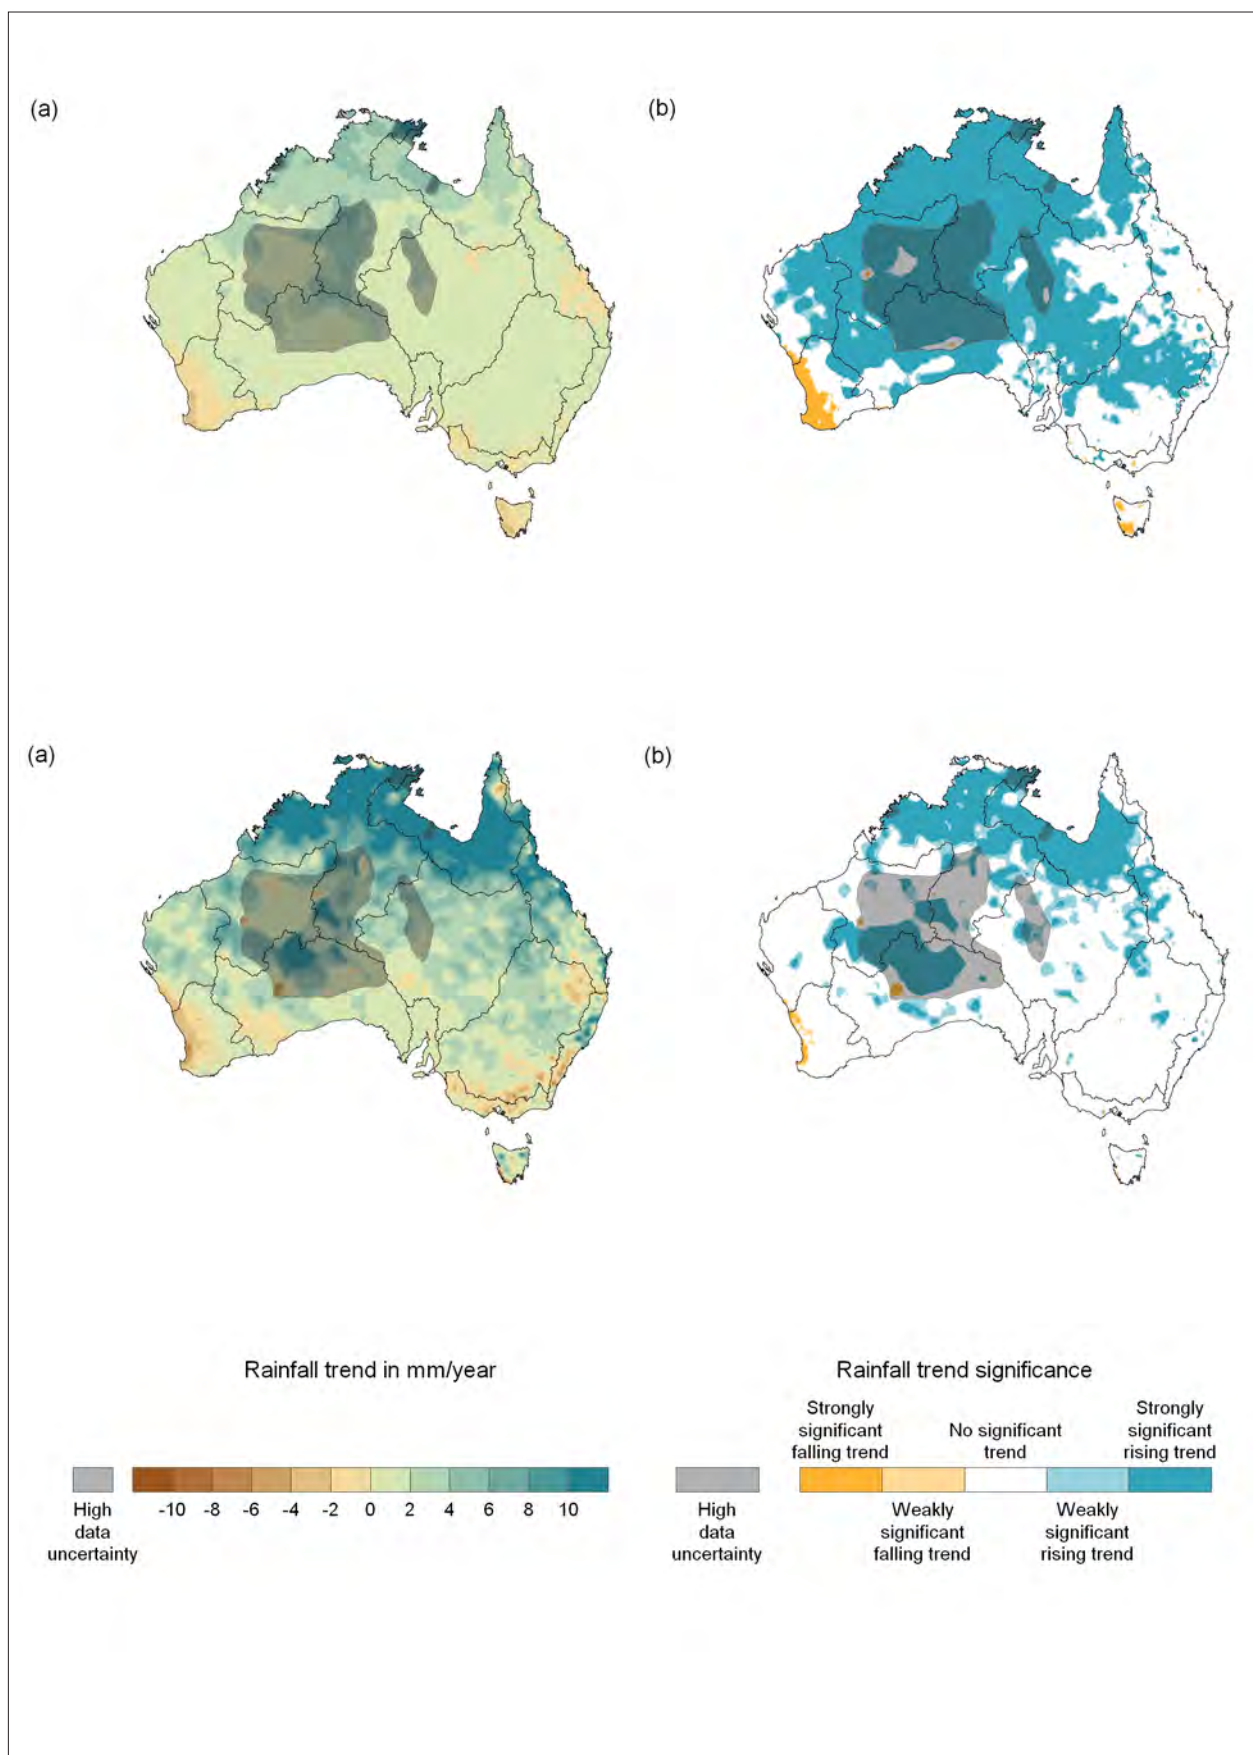 (a)
(b)
(a)
(b)
Rainfall trend in mm/year
High
data
uncertainty
-10 -8 -6 -4 -2 0 2 4 6 8 10
Rainfall trend significance
Strongly
significant
falling trend
No significant
trend
Strongly
significant
rising trend
High
data
uncertainty
Weakly
significant
falling trend
Weakly
significant
rising trend